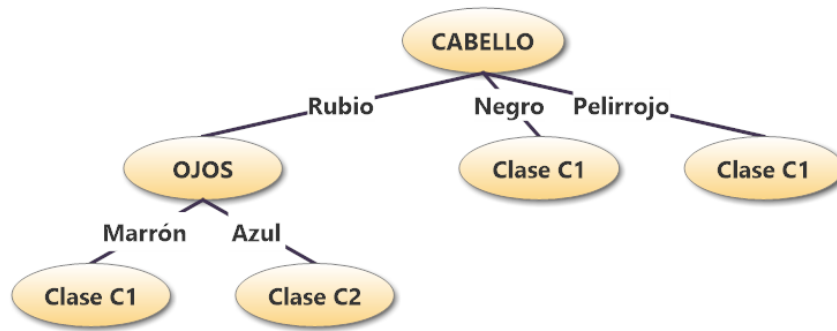 CABELLO
Rubio
Negro
Pelirrojo
OJOS
Clase C1
Clase C1
Marrón
Azul
Clase C1
Clase C2